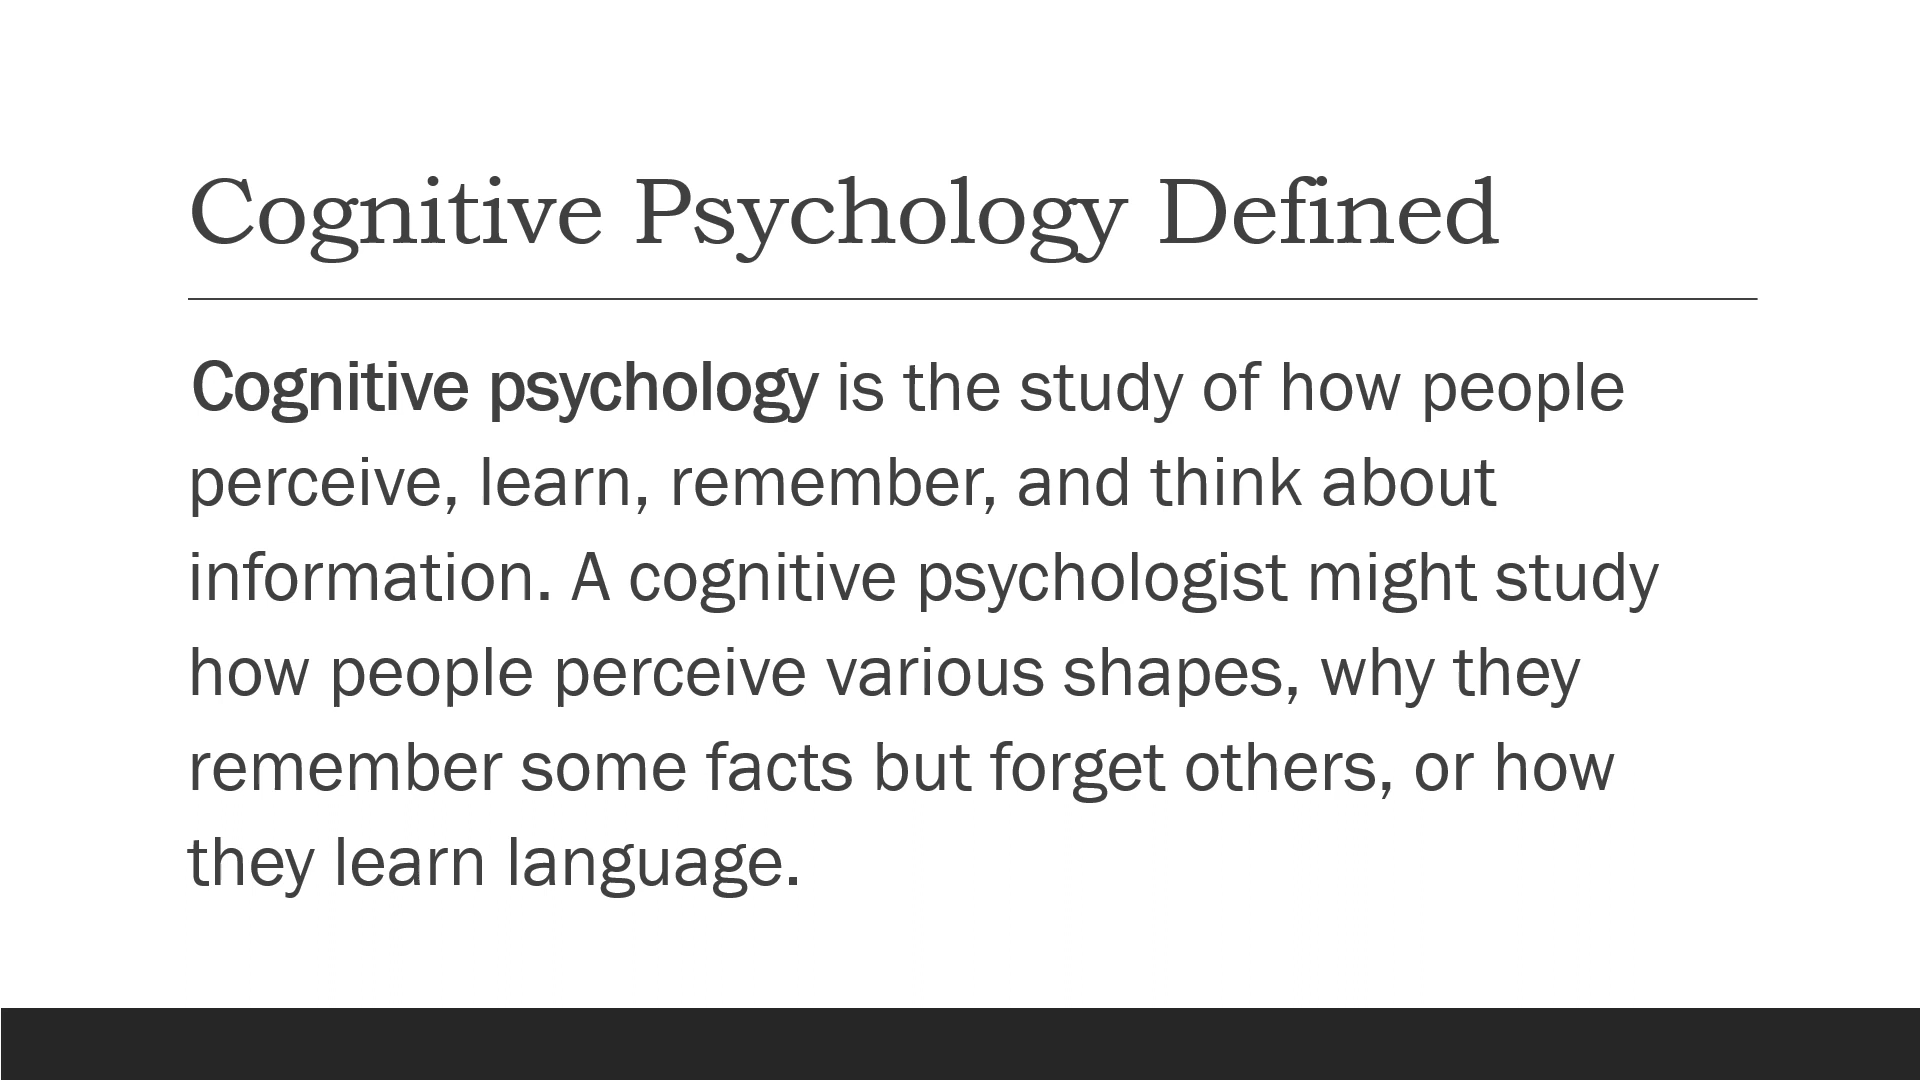 Cognitive Psychology Defined
Cognitive psychology is the study of how people
perceive, learn, remember, and think about
information. A cognitive psychologist might study
how people perceive various shapes, why they
remember some facts but forget others, or how
they learn language.